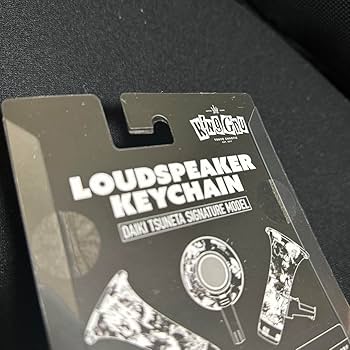 KING GNU
LOUDSPEAKER
KEYCHAIN
DAIKI TSUNETA SIGNATURE MODEL